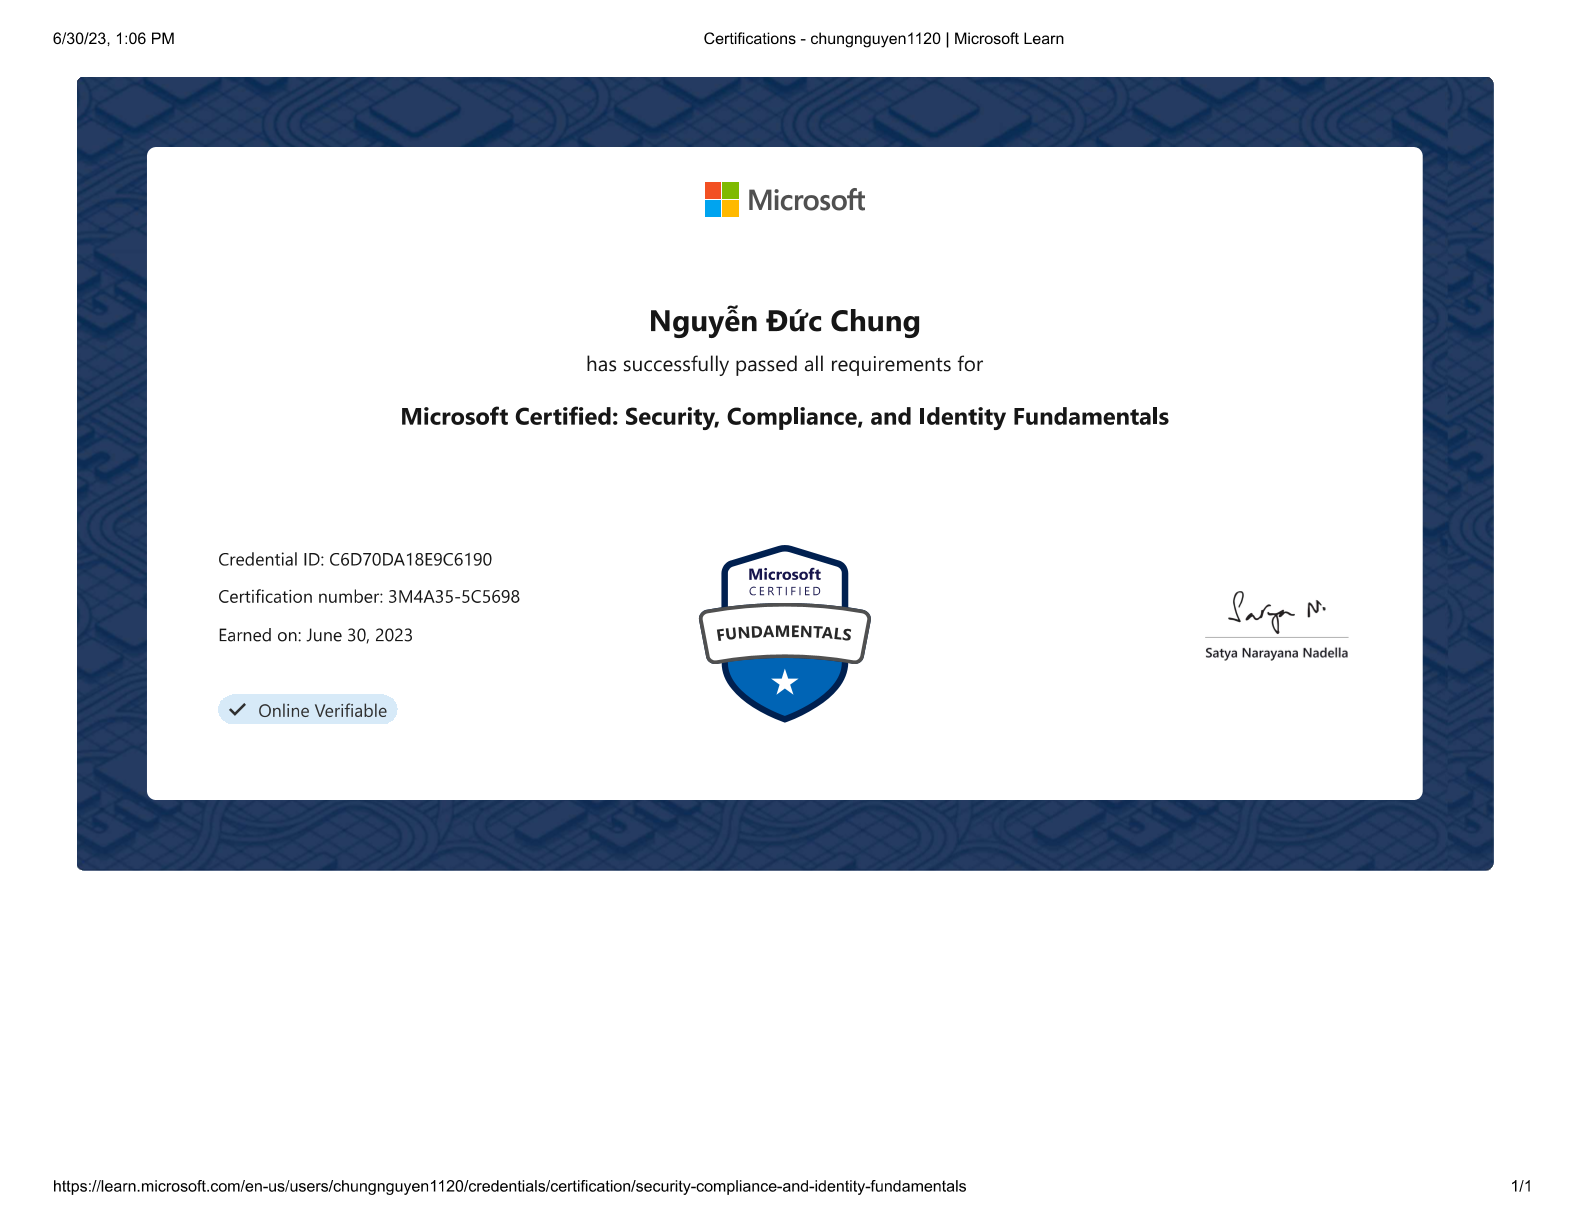 6/30/23, 1:06 PM
Certifications - chungnguyen1120 | Microsoft Learn
Microsoft
Nguyễn Đức Chung
has successfully passed all requirements for
Microsoft Certified: Security, Compliance, and Identity Fundamentals
Credential ID: C6D70DA18E9C6190
Certification number: 3M4A35-5C5698
Earned on: June 30, 2023
Online Verifiable
Microsoft
CERTIFIED
FUNDAMENTALS
Satya N.
Satya Narayana Nadella
https://learn.microsoft.com/en-us/users/chungnguyen1120/credentials/certification/security-compliance-and-identity-fundamentals
1/1